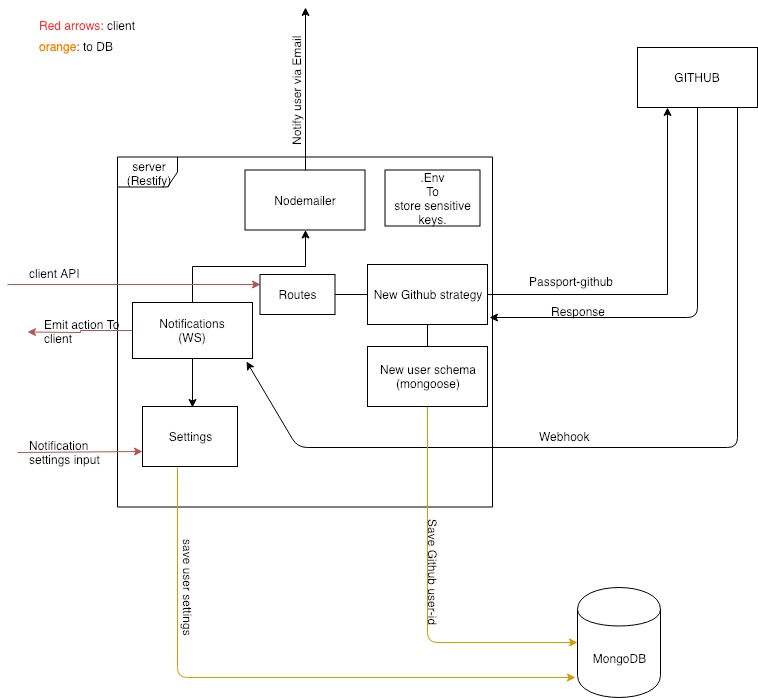 Red arrows: client
orange: to DB
Notify user via Email
GITHUB
server
(Restify)
Nodemailer
.Env
To
store sensitive
keys.
client API
Routes
New Github strategy
Passport-github
Response
Emit action To
client
Notifications
(WS)
New user schema
(mongoose)
Settings
Webhook
Notification
settings input
save user settings
Save Github user-id
MongoDB